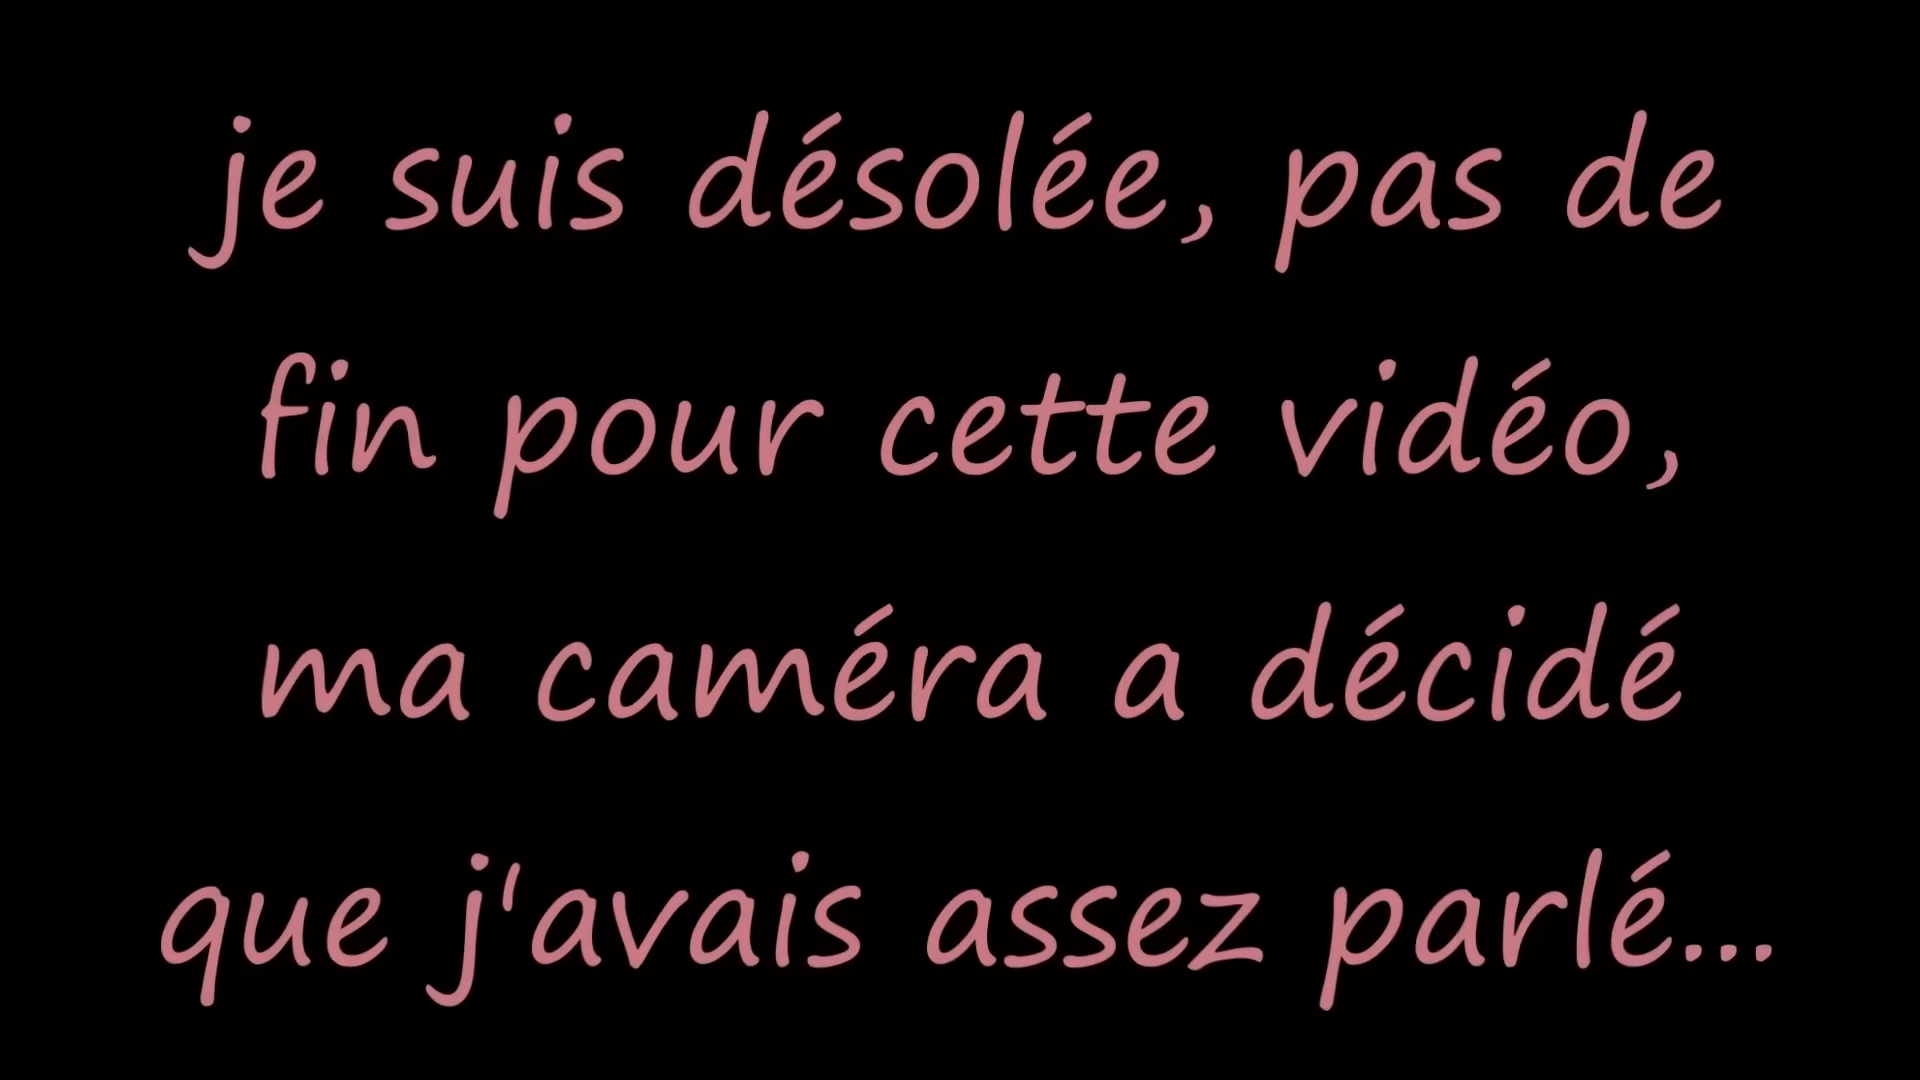 je suis désolée, pas de
fin pour cette vidéo,
ma caméra a décidé
que j'avais assez parlé...